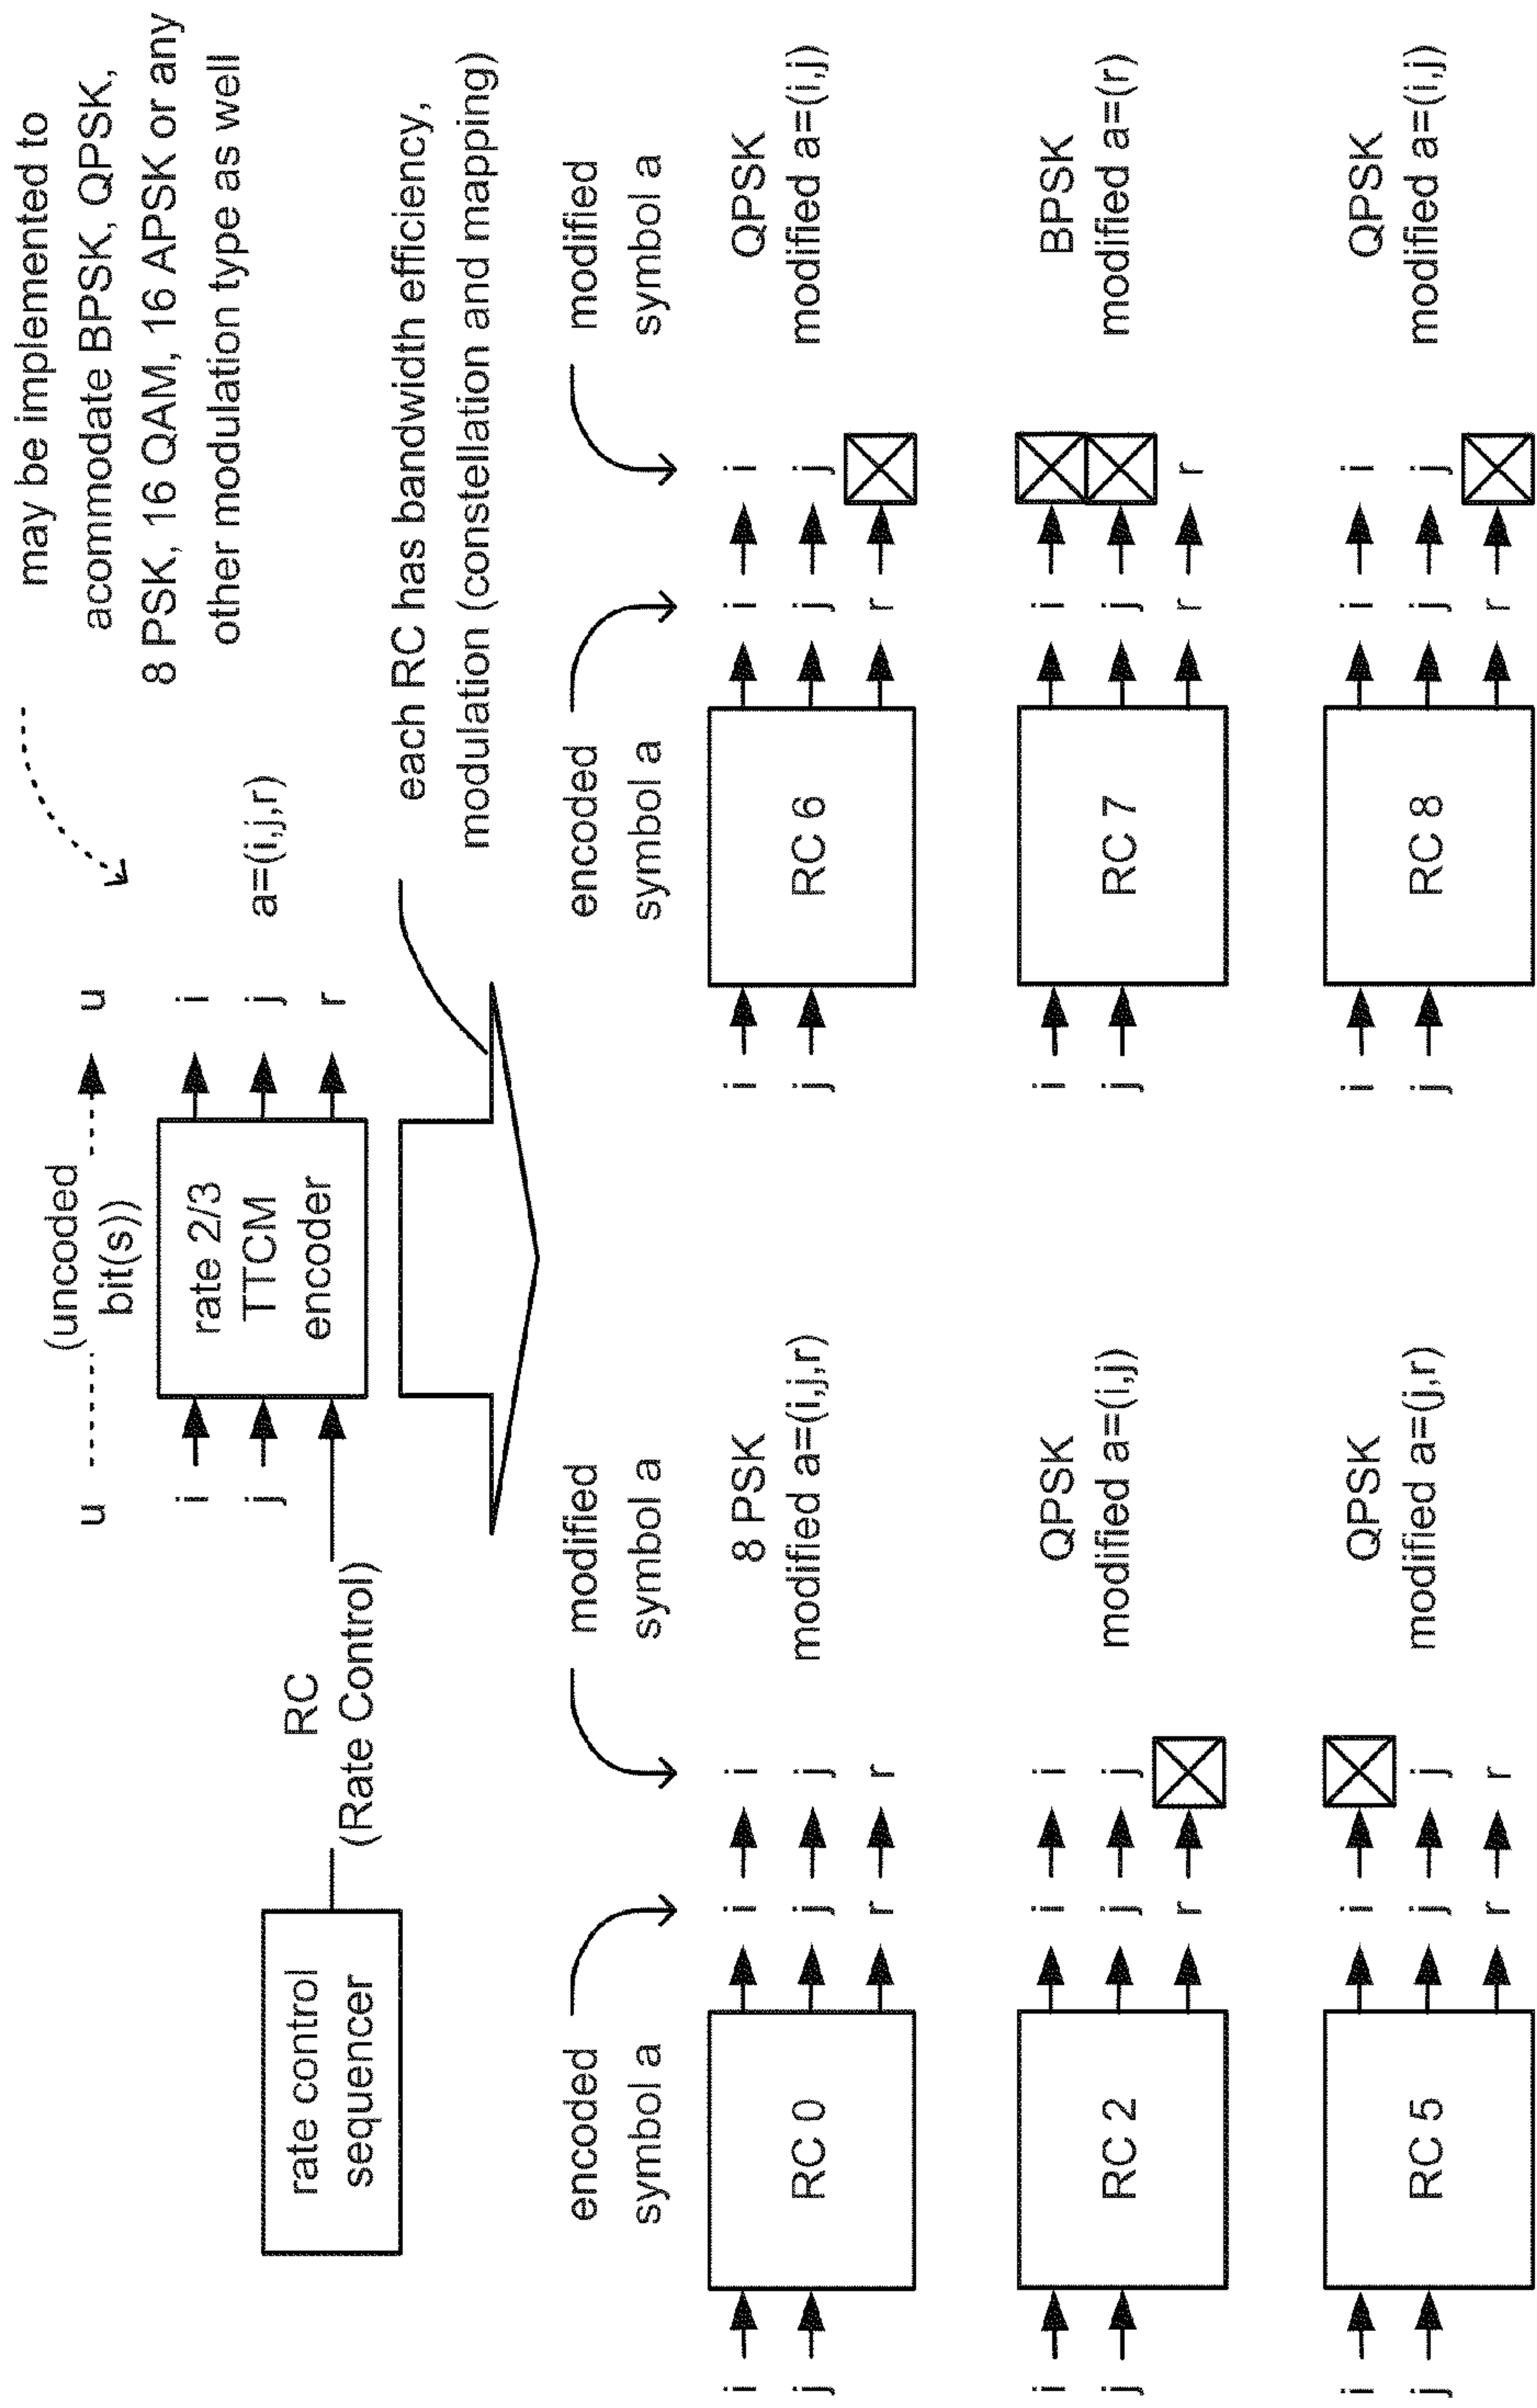 may be implemented to
acommodate BPSK, QPSK,
8 PSK, 16 QAM, 16 APSK or any
other modulation type as well
u
(uncoded
bit(s))
u
i
j
rate 2/3
TTCM
encoder
i
j
r
a=(i,j,r)
rate control
sequencer
RC
(Rate Control)
each RC has bandwidth efficiency,
modulation (constellation and mapping)
encoded
symbol a
modified
symbol a
i
j
RC 0
i
j
r
i
j
r
8 PSK
modified a=(i,j,r)
i
j
RC 2
i
j
r
i
j
QPSK
modified a=(i,j)
i
j
RC 5
i
j
r
j
r
QPSK
modified a=(j,r)
encoded
symbol a
modified
symbol a
i
j
RC 6
i
j
r
i
j
QPSK
modified a=(i,j)
i
j
RC 7
i
j
r
r
BPSK
modified a=(r)
i
j
RC 8
i
j
r
i
j
QPSK
modified a=(i,j)